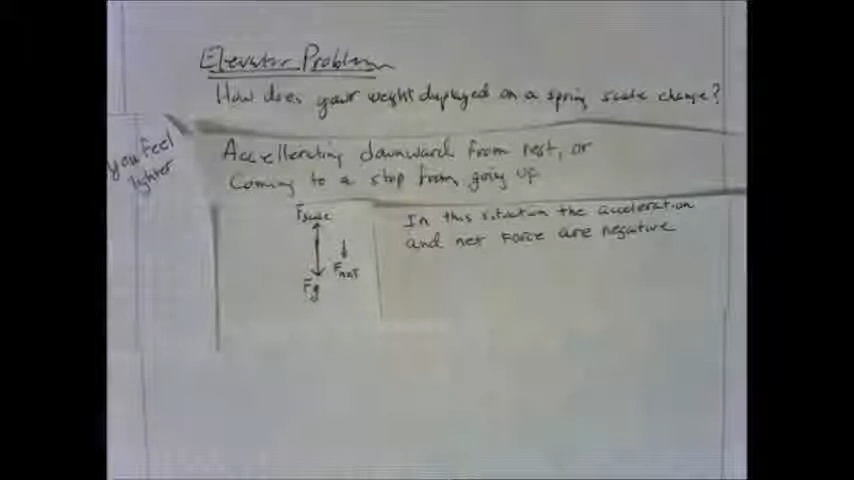 Elevator Problem
How does your weight displayed on a spring scale change?
you feel
lighter
Accellerating downward from rest, or
Coming to a stop from going up
Fscale
In this situation the acceleration
and net force are negative
Fnet
Fg